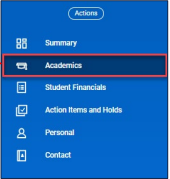 Actions
Summary
Academics
Student Financials
Action Items and Holds
Personal
Contact